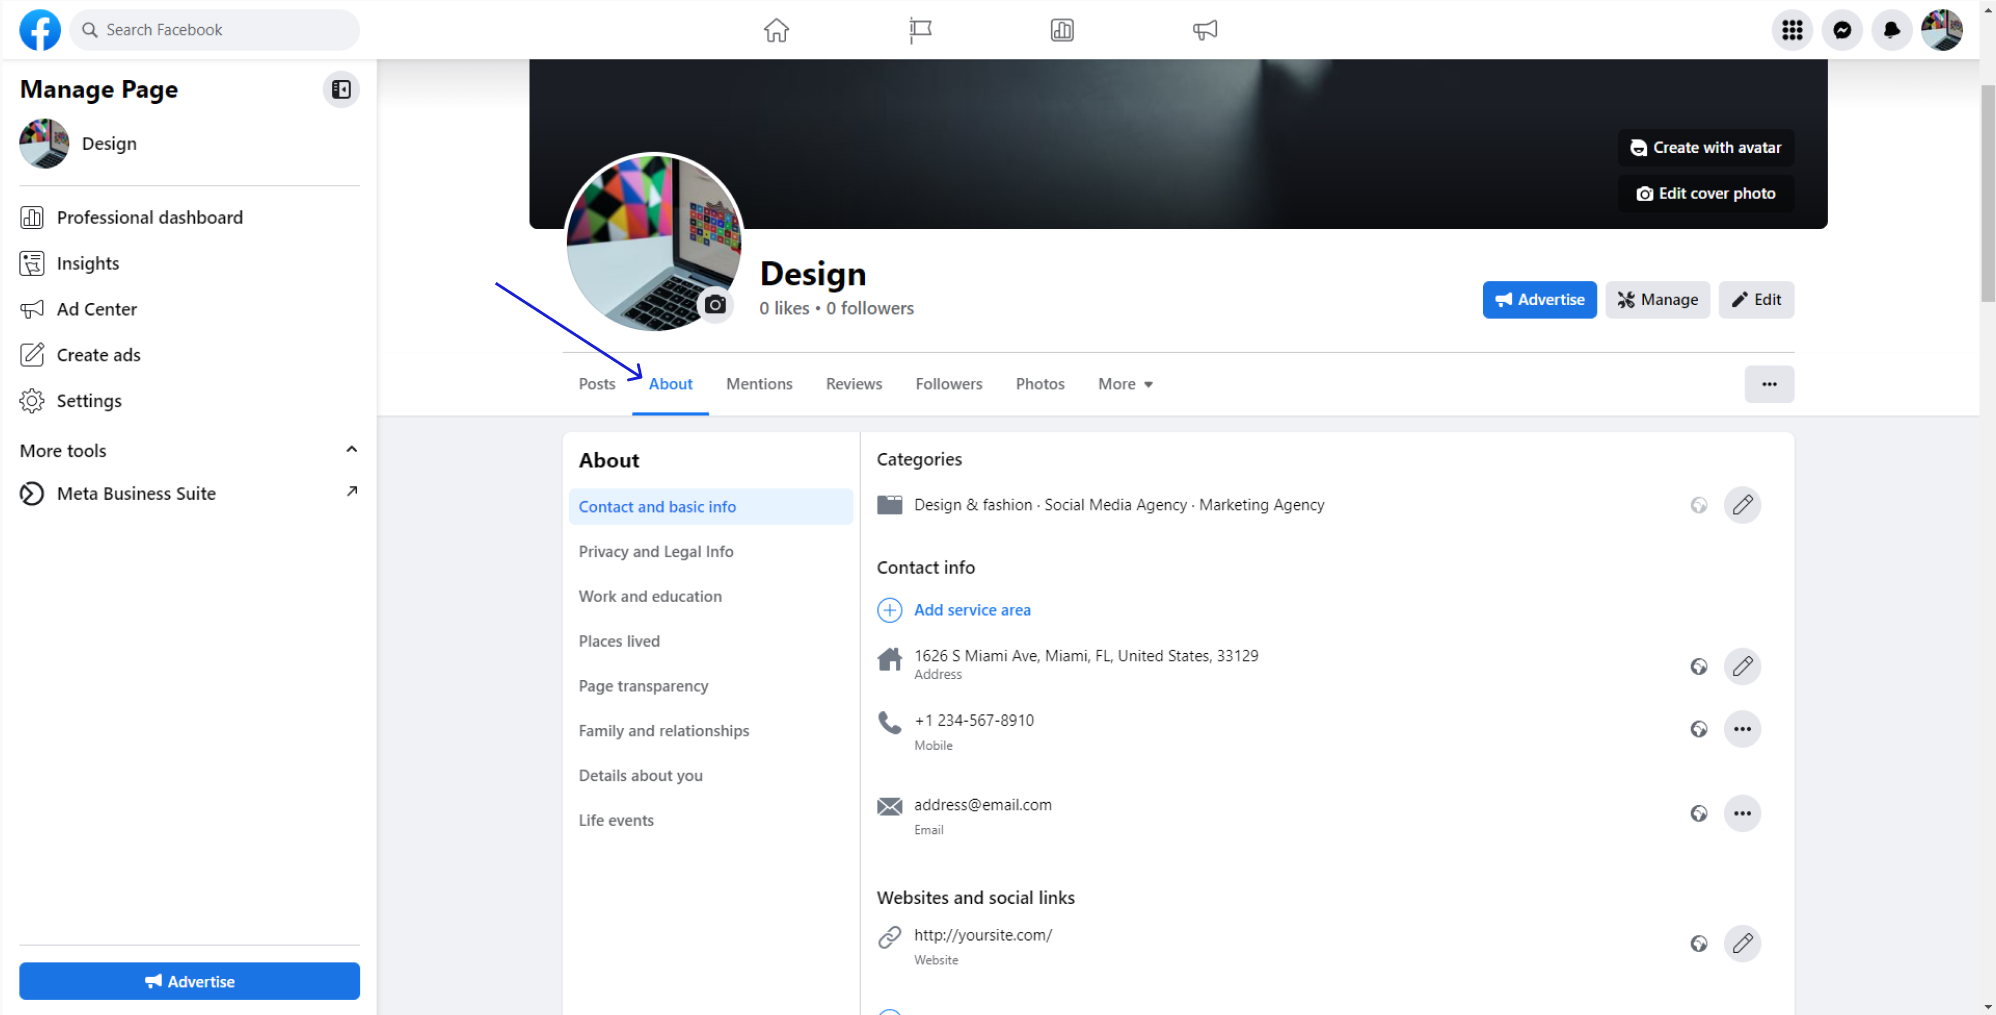 Search Facebook
Manage Page
Design
Professional dashboard
Insights
Ad Center
Create ads
Settings
More tools
Meta Business Suite
Advertise
Create with avatar
Edit cover photo
Design
0 likes • 0 followers
Advertise
Manage
Edit
Posts
About
Mentions
Reviews
Followers
Photos
More
About
Contact and basic info
Privacy and Legal Info
Work and education
Places lived
Page transparency
Family and relationships
Details about you
Life events
Categories
Design & fashion · Social Media Agency · Marketing Agency
Contact info
Add service area
1626 S Miami Ave, Miami, FL, United States, 33129
Address
+1 234-567-8910
Mobile
address@email.com
Email
Websites and social links
http://yoursite.com/
Website